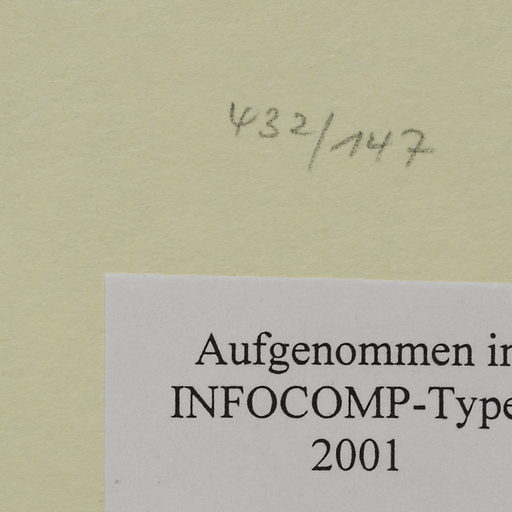 432/147
Aufgenommen in
INFOCOMP-Type
2001